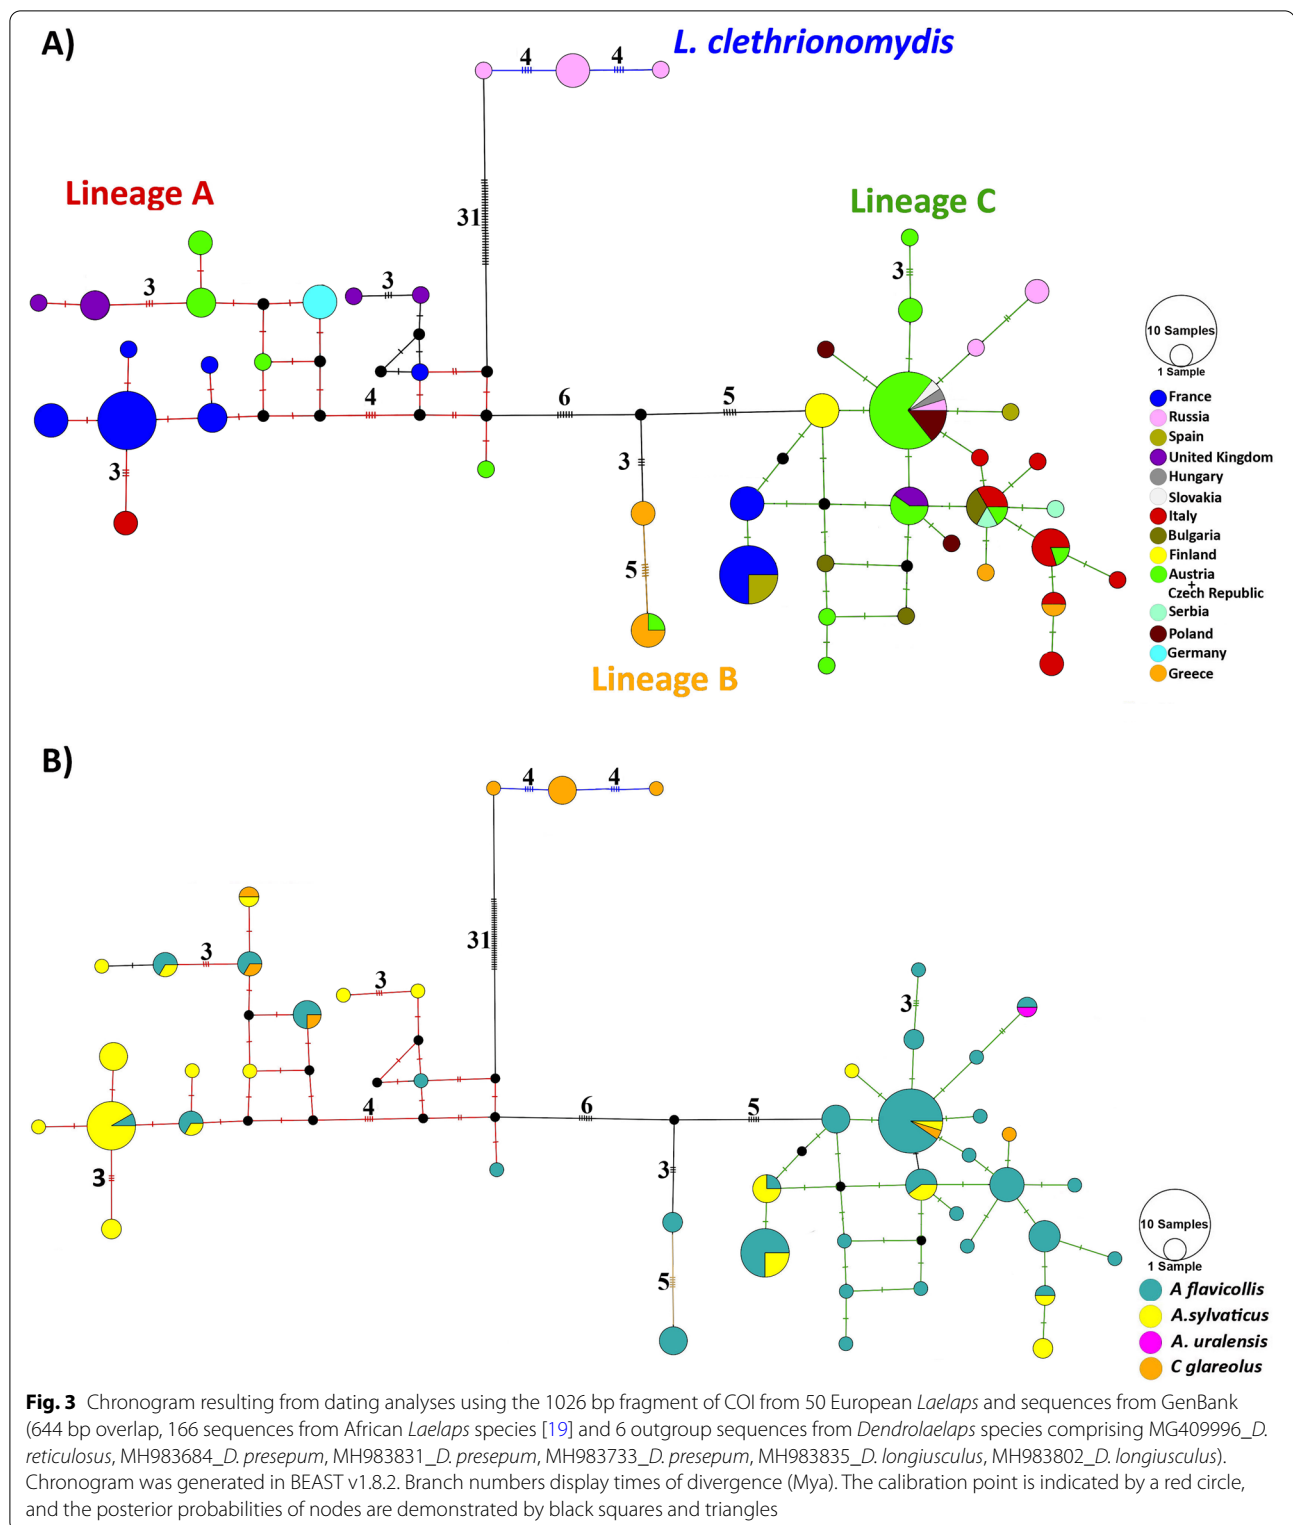 A)
L. clethrionomydis
4
4
31
Lineage A
Lineage C
3
3
3
4
6
5
3
3
5
Lineage B
10 Samples
1 Sample
France
Russia
Spain
United Kingdom
Hungary
Slovakia
Italy
Bulgaria
Finland
Austria
+
Czech Republic
Serbia
Poland
Germany
Greece
B)
4
4
31
3
3
3
4
6
5
3
3
5
10 Samples
1 Sample
A flavicollis
A.sylvaticus
A. uralensis
C glareolus
Fig. 3 Chronogram resulting from dating analyses using the 1026 bp fragment of COI from 50 European Laelaps and sequences from GenBank
(644 bp overlap, 166 sequences from African Laelaps species [19] and 6 outgroup sequences from Dendrolaelaps species comprising MG409996_D.
reticulosus, MH983684_D. presepum, MH983831_D. presepum, MH983733_D. presepum, MH983835_D. longiusculus, MH983802_D. longiusculus).
Chronogram was generated in BEAST v1.8.2. Branch numbers display times of divergence (Mya). The calibration point is indicated by a red circle,
and the posterior probabilities of nodes are demonstrated by black squares and triangles